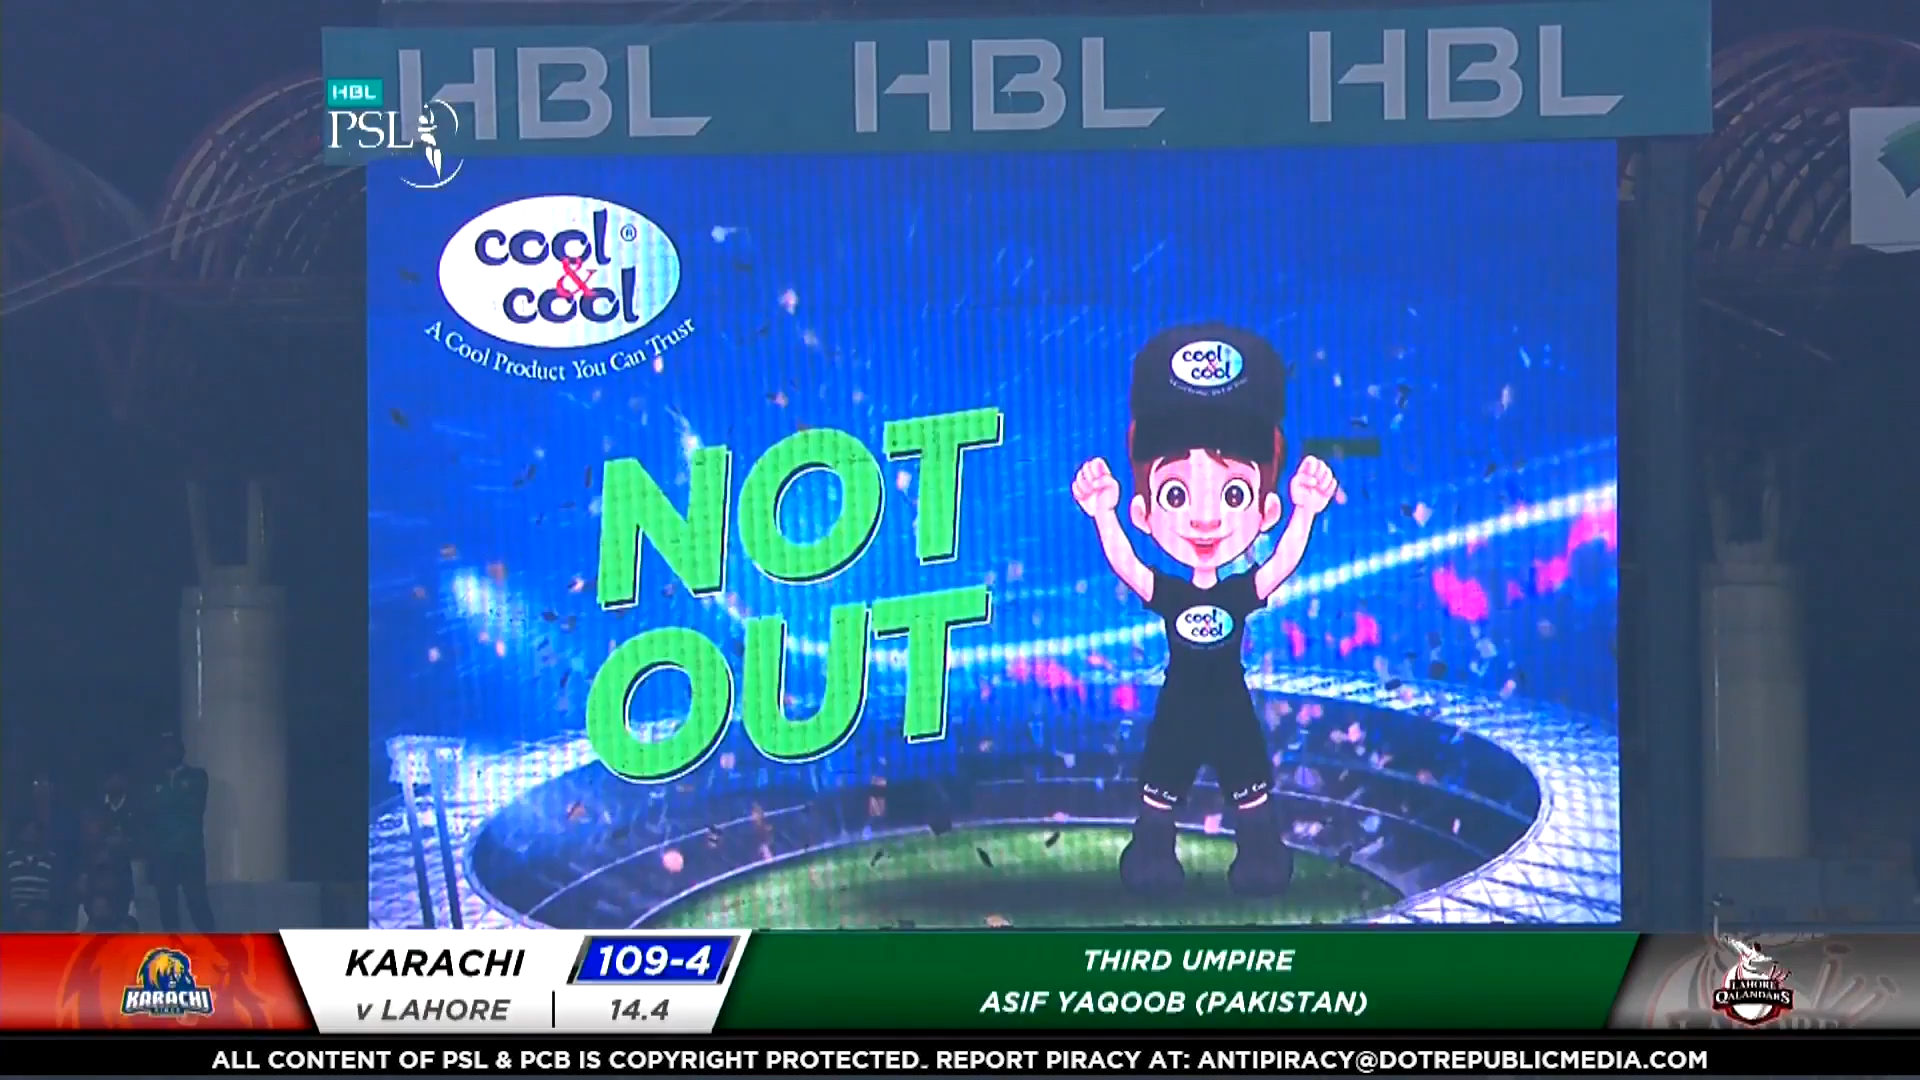 HBL HBL HBL
HBL
PSL
cool ®
&
cool
A Cool Product You Can Trust
cool
&
cool
NOT
OUT
cool
&
cool
KARACHI 109-4
v LAHORE 14.4
THIRD UMPIRE
ASIF YAQOOB (PAKISTAN)
KARACHI
KINGS
LAHORE
QALANDARS
ALL CONTENT OF PSL & PCB IS COPYRIGHT PROTECTED. REPORT PIRACY AT: ANTIPIRACY@DOTREPUBLICMEDIA.COM